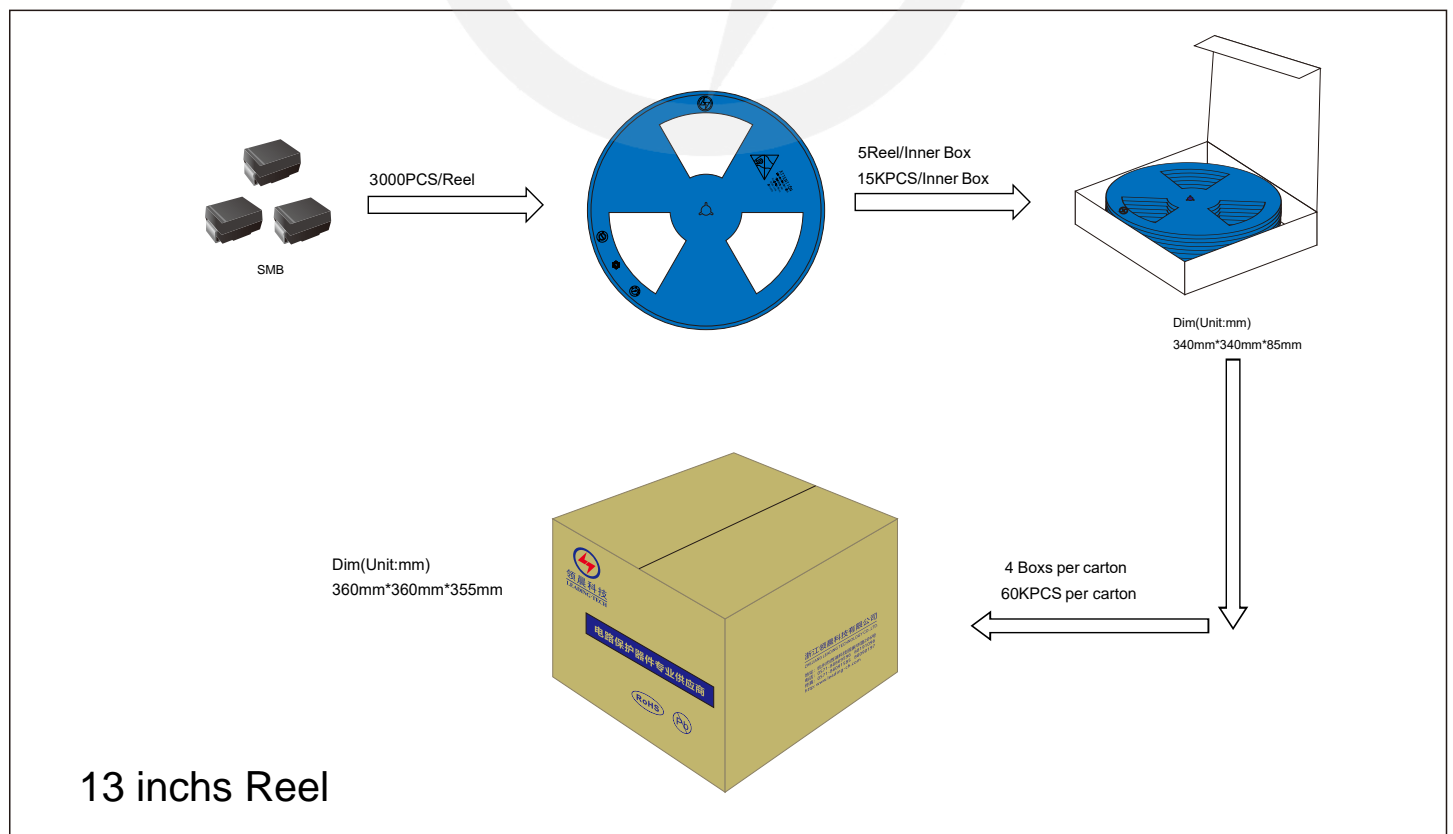 3000PCS/Reel
SMB
5Reel/Inner Box
15KPCS/Inner Box
Dim(Unit:mm)
340mm*340mm*85mm
4 Boxs per carton
60KPCS per carton
Dim(Unit:mm)
360mm*360mm*355mm
领晨科技
LEADING TECH
电路保护器件专业供应商
RoHS
浙江领晨科技有限公司
13 inchs Reel